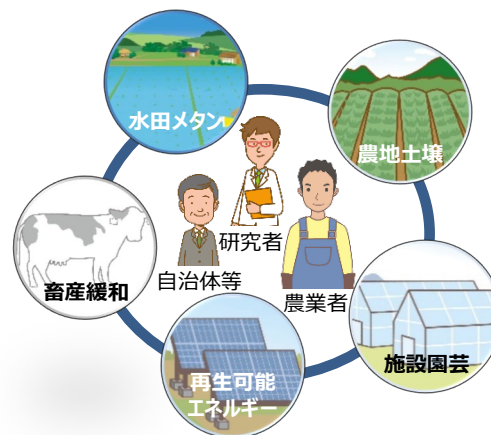 水田メタン
農地土壌
研究者
自治体等
農業者
畜産緩和
施設園芸
再生可能
エネルギー